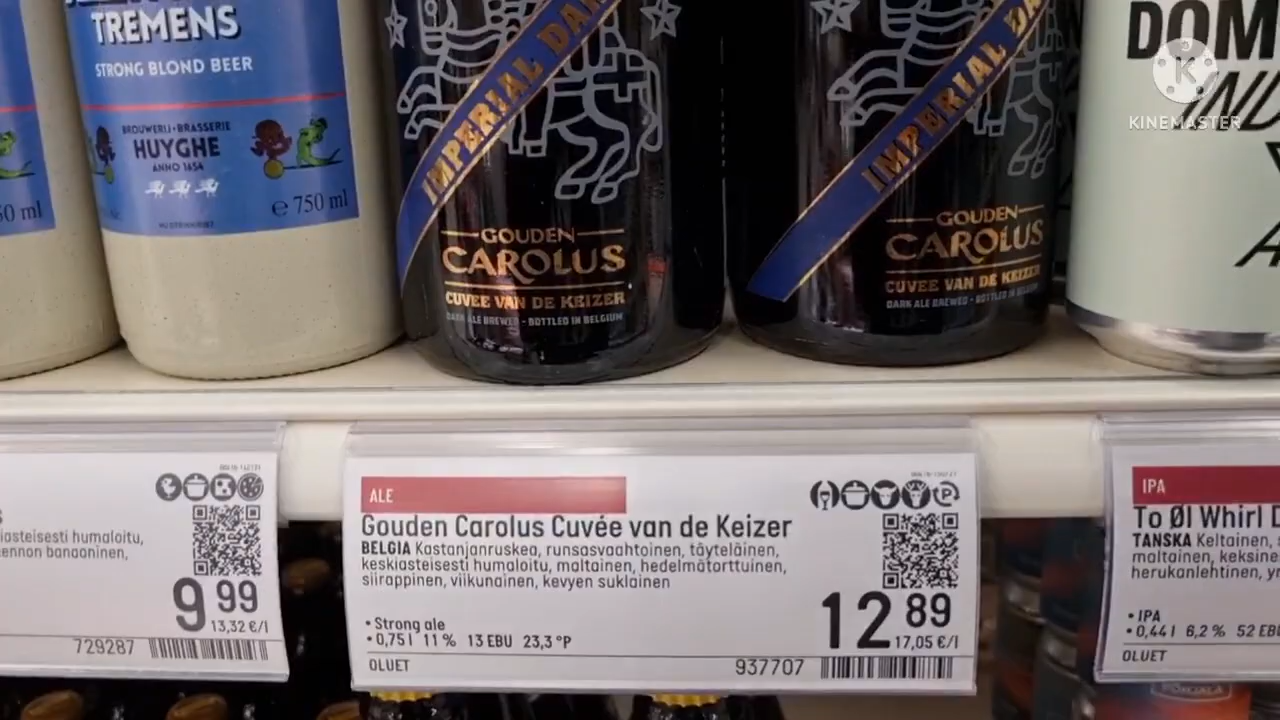 TREMENS
STRONG BLOND BEER
BROUWERIJ • BRASSERIE
HUYGHE
ANNO 1654
e 750 ml
50 ml
IMPERIAL DA
GOUDEN
CAROLUS
CUVEE VAN DE KEIZER
DARK ALE BREWED • BOTTLED IN BELGIUM
IMPERIAL DA
GOUDEN
CAROLUS
CUVEE VAN DE KEIZER
DARK ALE BREWED • BOTTLED IN BELGIUM
DOM
KINEMASTER
iasteisesti humaloitu,
ennon banaaninen,
9 99
13,32 €/l
729287
ALE
Gouden Carolus Cuvée van de Keizer
BELGIA Kastanjanruskea, runsasvaahtoinen, täyteläinen,
keskiasteisesti humaloitu, maltainen, hedelmätorttuinen,
siirappinen, viikunainen, kevyen suklainen
• Strong ale
• 0,75 l 11 % 13 EBU 23,3 °P
12 89
17,05 €/l
OLUET
937707
IPA
To Øl Whirl D
TANSKA Keltainen, s
maltainen, keksine
herukanlehtinen, yr
• IPA
• 0,44 l 6,2 % 52 EBU
OLUET